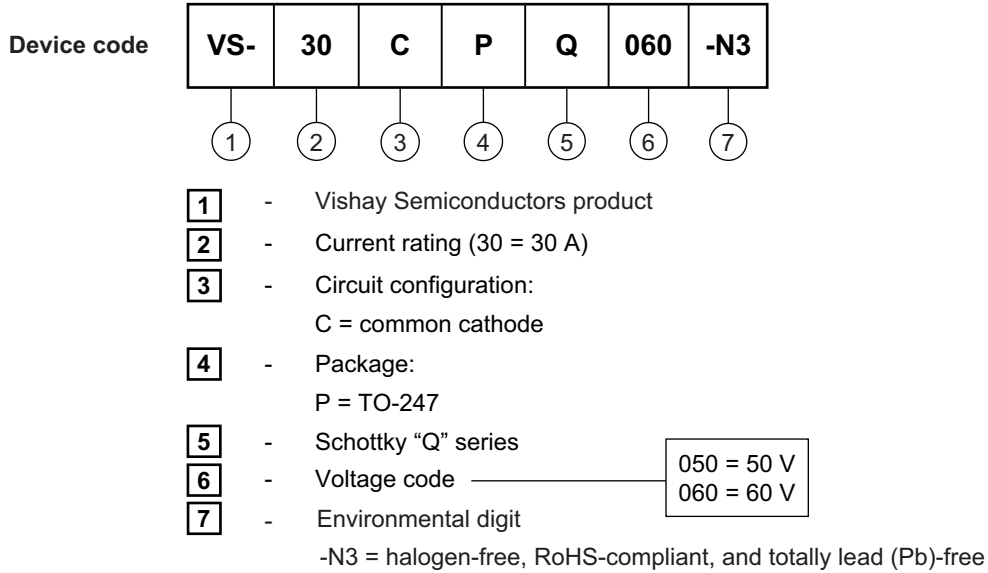 Device code
VS- 30 C P Q 060 -N3
1 2 3 4 5 6 7
1 - Vishay Semiconductors product
2 - Current rating (30 = 30 A)
3 - Circuit configuration:
C = common cathode
4 - Package:
P = TO-247
5 - Schottky “Q” series
6 - Voltage code
050 = 50 V
060 = 60 V
7 - Environmental digit
-N3 = halogen-free, RoHS-compliant, and totally lead (Pb)-free